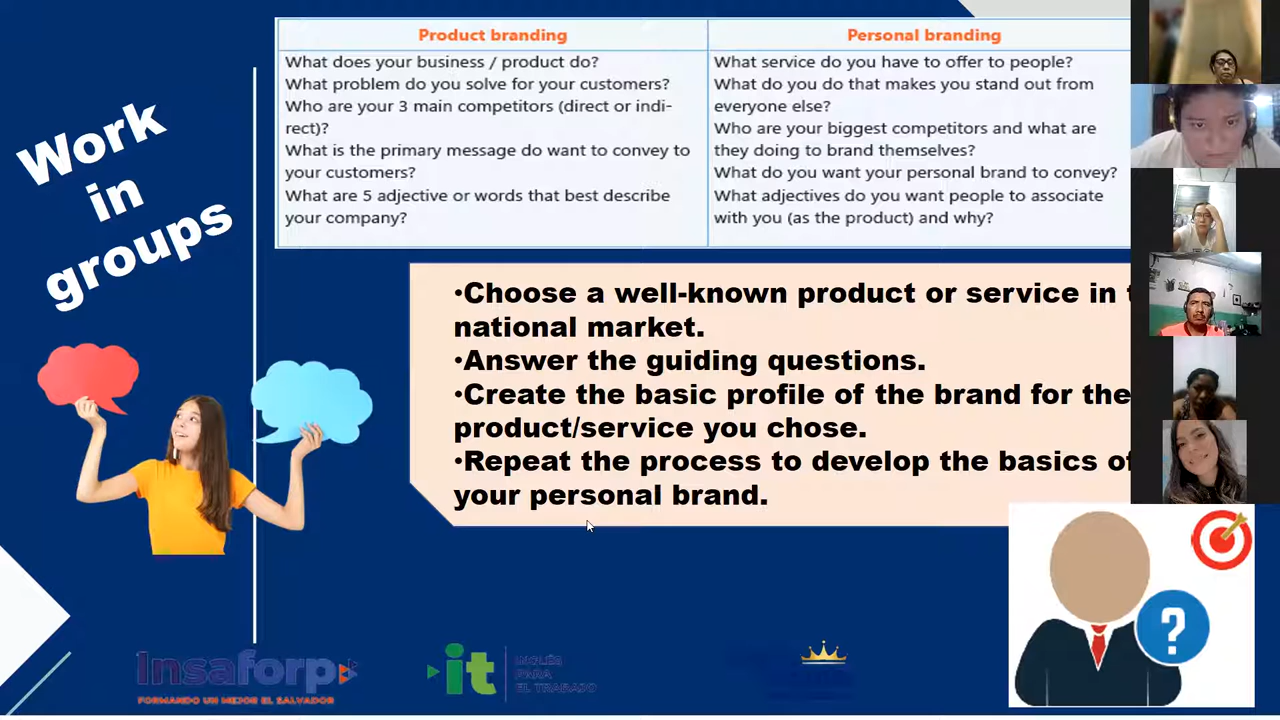 Work
in
groups
Product branding
What does your business / product do?
What problem do you solve for your customers?
Who are your 3 main competitors (direct or indi-
rect)?
What is the primary message do want to convey to
your customers?
What are 5 adjective or words that best describe
your company?
Personal branding
What service do you have to offer to people?
What do you do that makes you stand out from
everyone else?
Who are your biggest competitors and what are
they doing to brand themselves?
What do you want your personal brand to convey?
What adjectives do you want people to associate
with you (as the product) and why?
•Choose a well-known product or service in
national market.
•Answer the guiding questions.
•Create the basic profile of the brand for the
product/service you chose.
•Repeat the process to develop the basics of
your personal brand.
?
Insaforp
FORMANDO UN MEJOR EL SALVADOR
it
INGLÉS
PARA
EL TRABAJO